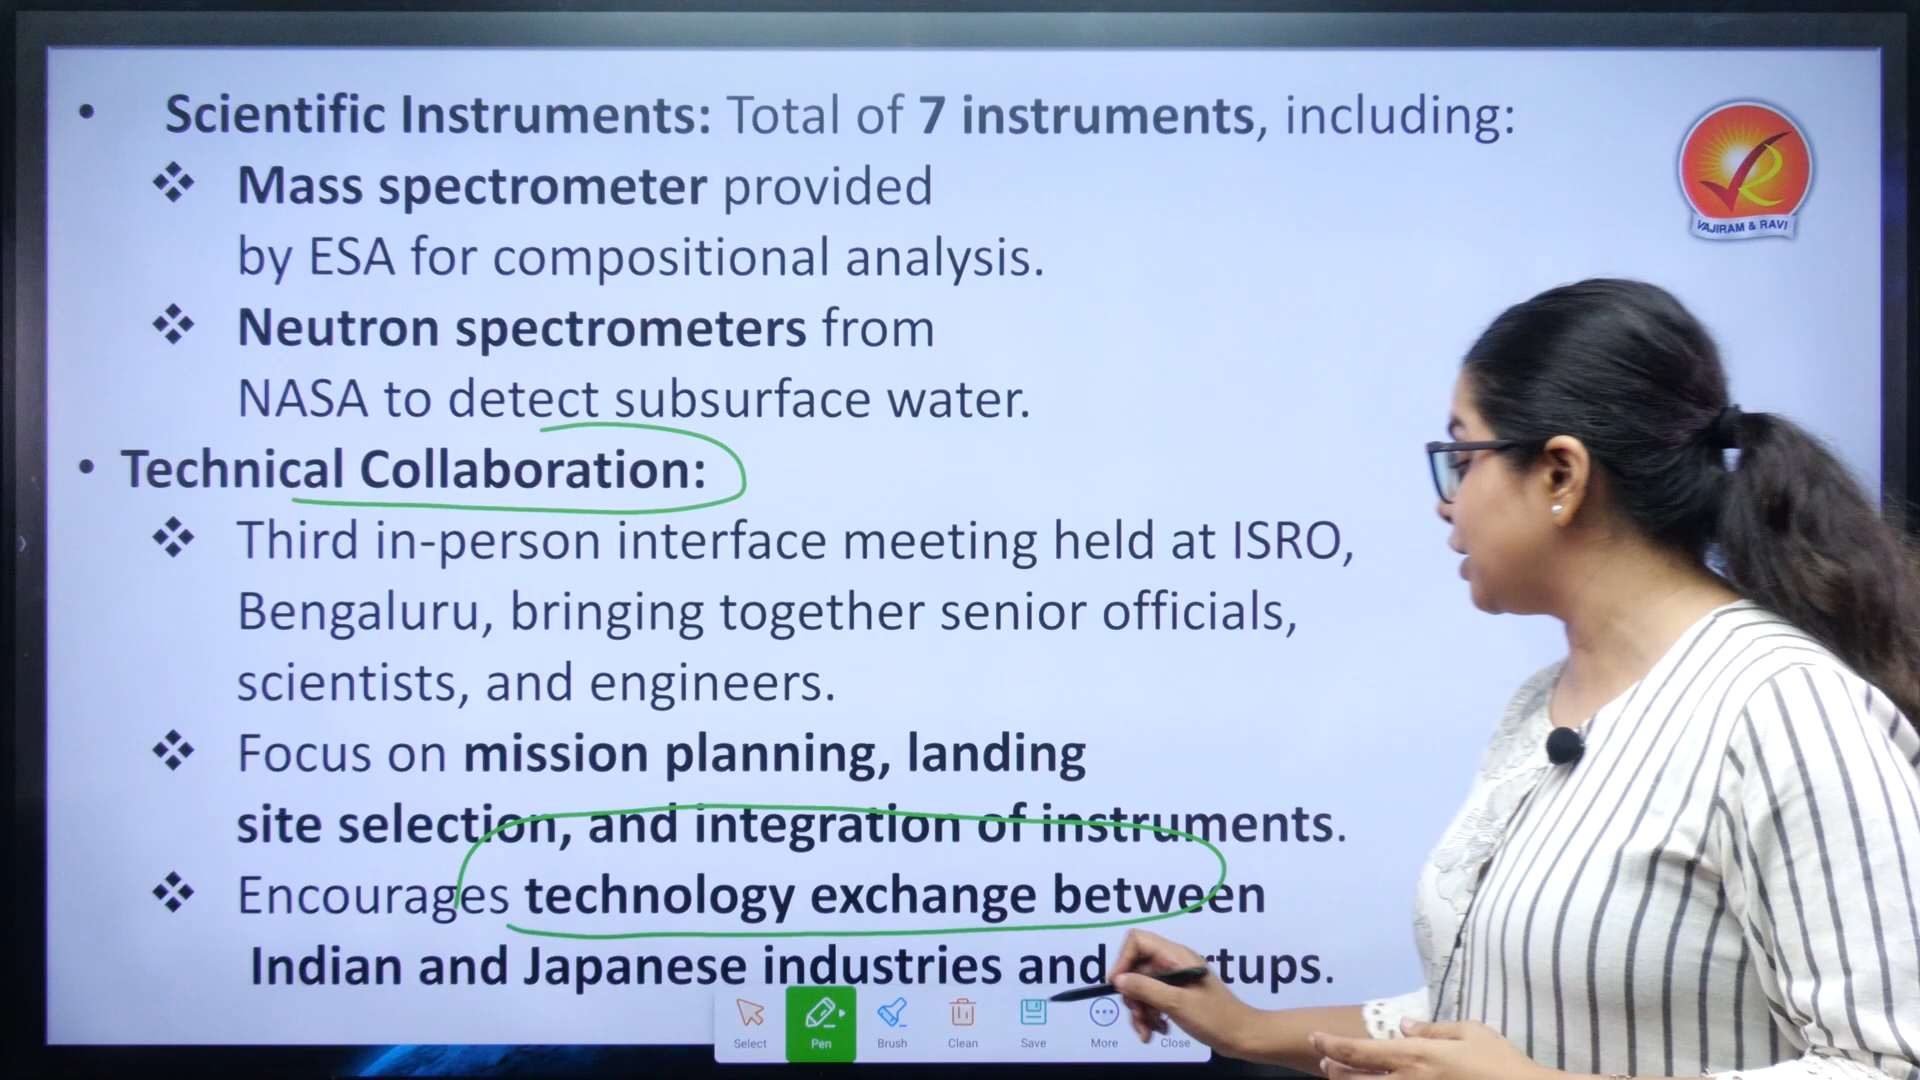 • Scientific Instruments: Total of 7 instruments, including:
❖ Mass spectrometer provided
by ESA for compositional analysis.
❖ Neutron spectrometers from
NASA to detect subsurface water.
• Technical Collaboration:
❖ Third in-person interface meeting held at ISRO,
Bengaluru, bringing together senior officials,
scientists, and engineers.
❖ Focus on mission planning, landing
site selection, and integration of instruments.
❖ Encourages technology exchange between
Indian and Japanese industries and
VAJIRAM & RAVI
Select Pen Brush Clean Save More Close